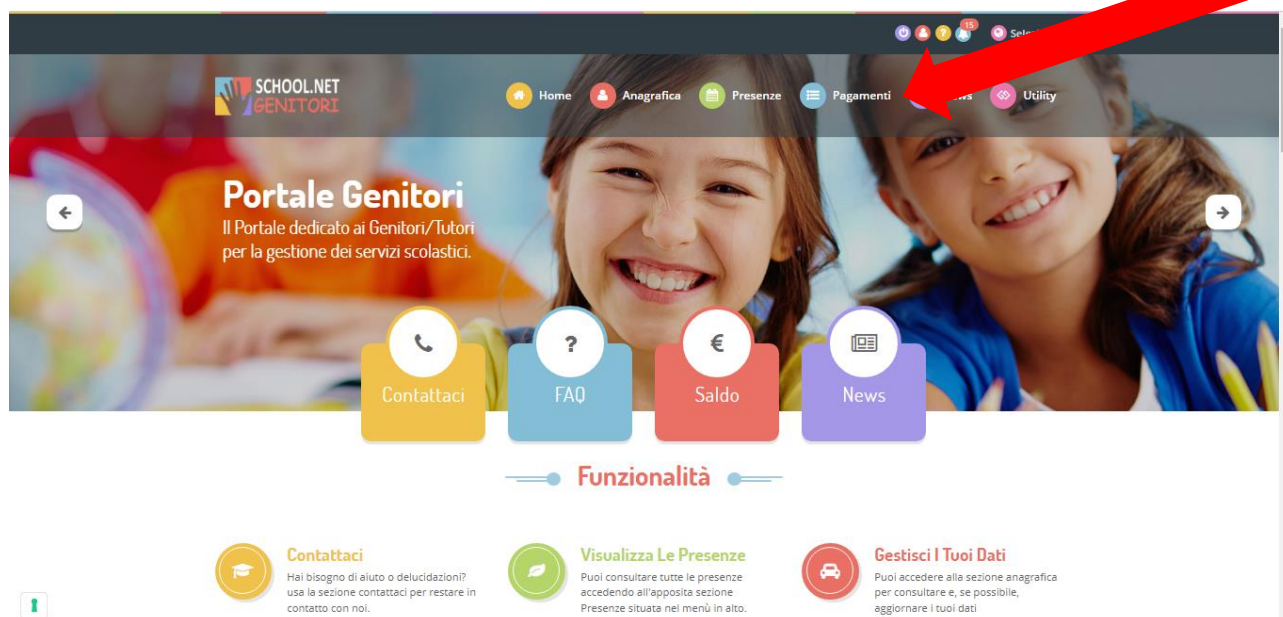 15
SCHOOL.NET
GENITORI
Home Anagrafica Presenze Pagamenti Utility
Portale Genitori
Il Portale dedicato ai Genitori/Tutori
per la gestione dei servizi scolastici.
Contattaci FAQ Saldo News
Funzionalità
Contattaci
Hai bisogno di aiuto o delucidazioni?
usa la sezione contattaci per restare in
contatto con noi.
Visualizza Le Presenze
Puoi consultare tutte le presenze
accedendo all'apposita sezione
Presenze situata nel menù in alto.
Gestisci I Tuoi Dati
Puoi accedere alla sezione anagrafica
per consultare e, se possibile,
aggiornare i tuoi dati